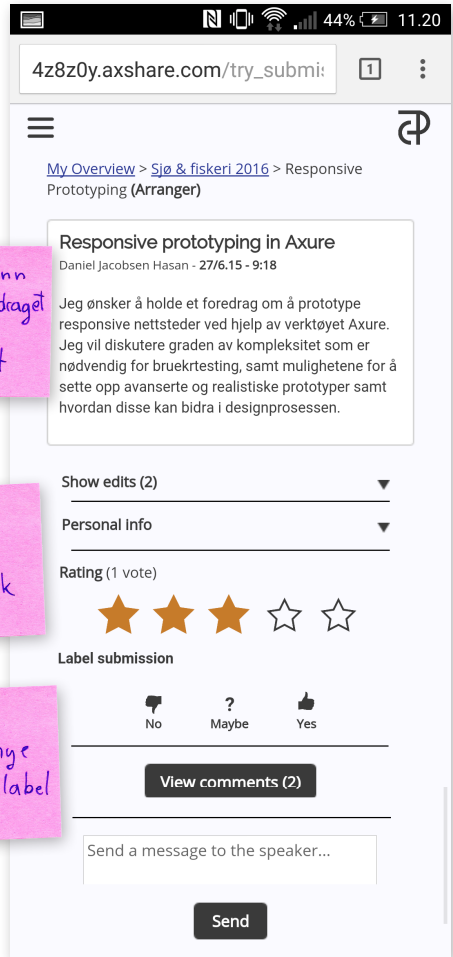 44% 11.20
4z8z0y.axshare.com/try_submis
1
My Overview > Sjø & fiskeri 2016 > Responsive
Prototyping (Arranger)
Responsive prototyping in Axure
Daniel Jacobsen Hasan - 27/6.15 - 9:18
Jeg ønsker å holde et foredrag om å prototype
responsive nettsteder ved hjelp av verktøyet Axure.
Jeg vil diskutere graden av kompleksitet som er
nødvendig for bruekrtesting, samt mulighetene for å
sette opp avanserte og realistiske prototyper samt
hvordan disse kan bidra i designprosessen.
Show edits (2)
Personal info
Rating (1 vote)
Label submission
No
? Maybe
Yes
View comments (2)
Send a message to the speaker...
Send
label